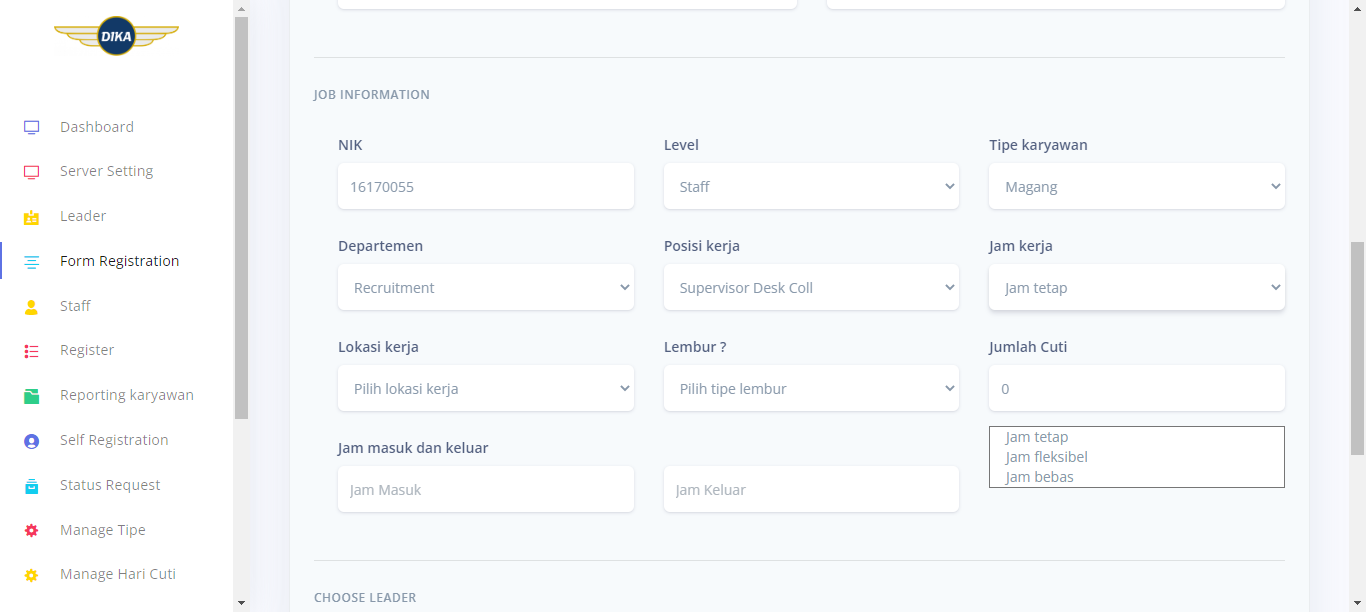 DIKA
Dashboard
Server Setting
Leader
Form Registration
Staff
Register
Reporting karyawan
Self Registration
Status Request
Manage Tipe
Manage Hari Cuti
JOB INFORMATION
NIK
Level
Tipe karyawan
16170055
Staff
Magang
Departemen
Posisi kerja
Jam kerja
Recruitment
Supervisor Desk Coll
Jam tetap
Lokasi kerja
Lembur ?
Jumlah Cuti
Pilih lokasi kerja
Pilih tipe lembur
0
Jam masuk dan keluar
Jam Masuk
Jam Keluar
Jam tetap
Jam fleksibel
Jam bebas
CHOOSE LEADER